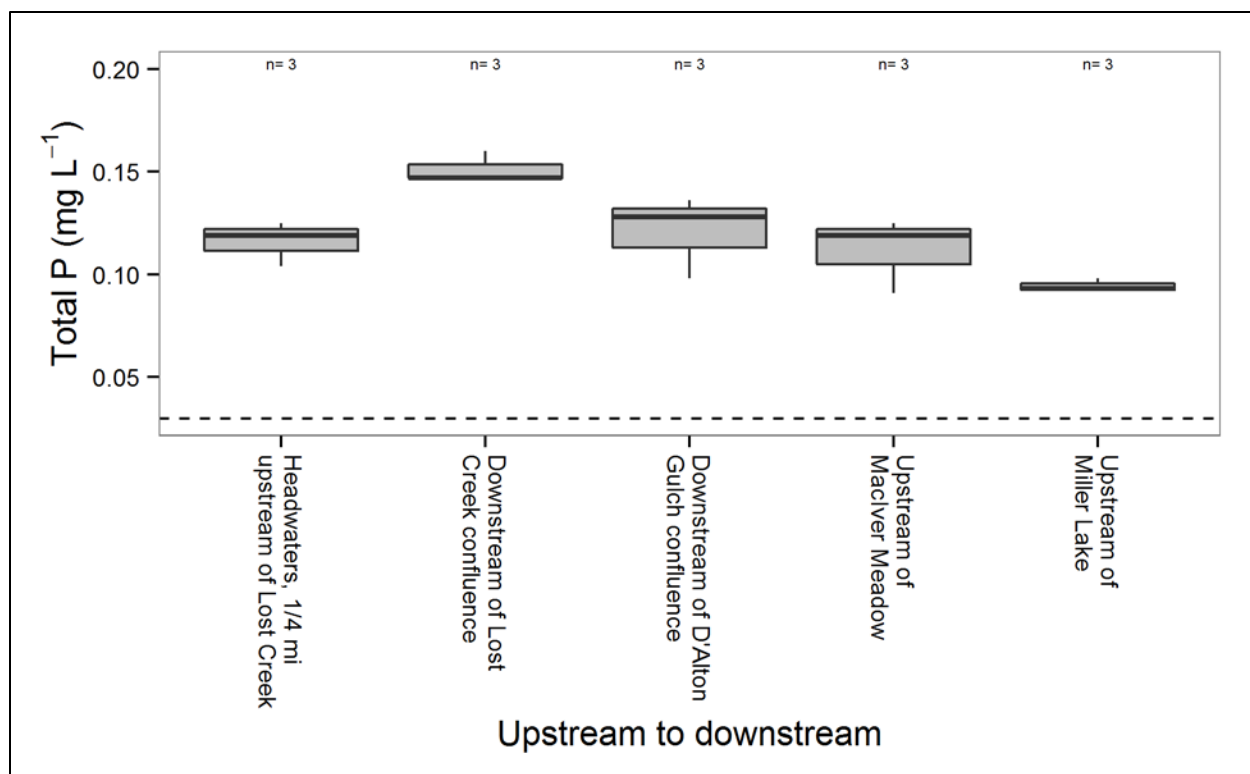 n= 3
n= 3
n= 3
n= 3
n= 3
0.20
0.15
0.10
0.05
Total P (mg L⁻¹)
Headwaters, 1/4 mi
upstream of Lost Creek
Downstream of Lost
Creek confluence
Downstream of D'Alton
Gulch confluence
Upstream of
MacIver Meadow
Upstream of
Miller Lake
Upstream to downstream